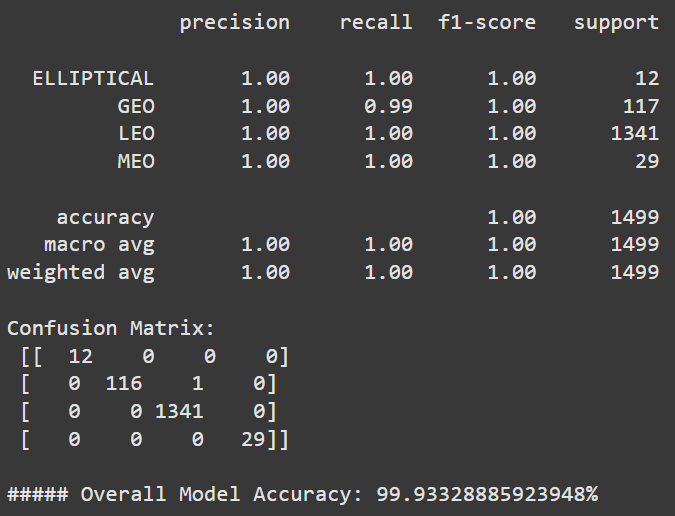 precision recall f1-score support
ELLIPTICAL 1.00 1.00 1.00 12
GEO 1.00 0.99 1.00 117
LEO 1.00 1.00 1.00 1341
MEO 1.00 1.00 1.00 29
accuracy 1.00 1499
macro avg 1.00 1.00 1.00 1499
weighted avg 1.00 1.00 1.00 1499
Confusion Matrix:
[[ 12 0 0 0]
[ 0 116 1 0]
[ 0 0 1341 0]
[ 0 0 0 29]]
##### Overall Model Accuracy: 99.93328885923948%